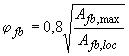 φ_fb = 0,8 √(A_fb,max / A_fb,loc)